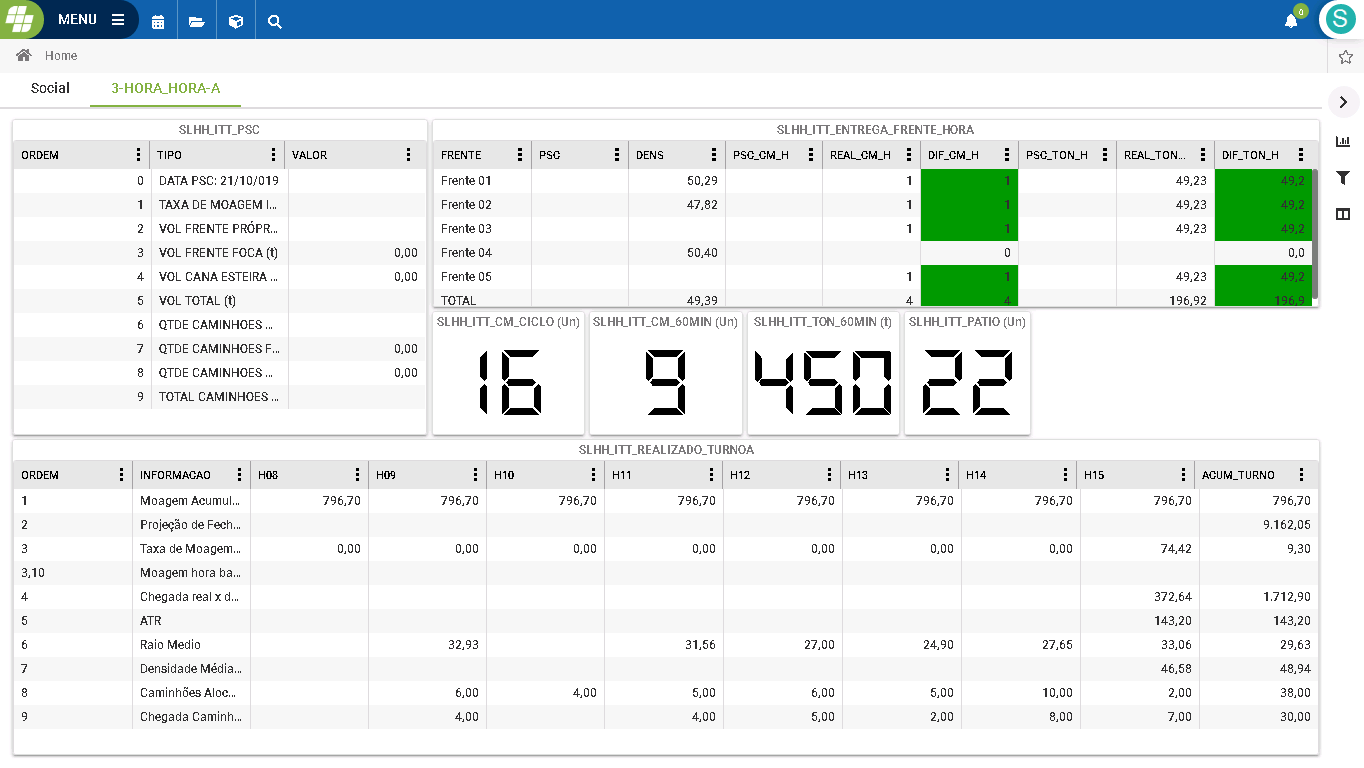 MENU
0
S
Home
Social 3-HORA_HORA-A
SLHH_ITT_PSC
ORDEM TIPO VALOR
0 DATA PSC: 21/10/019
1 TAXA DE MOAGEM I...
2 VOL FRENTE PRÓPR...
3 VOL FRENTE FOCA (t) 0,00
4 VOL CANA ESTEIRA ... 0,00
5 VOL TOTAL (t)
6 QTDE CAMINHOES ...
7 QTDE CAMINHOES F... 0,00
8 QTDE CAMINHOES ... 0,00
9 TOTAL CAMINHOES ...
SLHH_ITT_ENTREGA_FRENTE_HORA
FRENTE PSC DENS PSC_CM_H REAL_CM_H DIF_CM_H PSC_TON_H REAL_TON... DIF_TON_H
Frente 01 50,29 1 1 49,23 49,2
Frente 02 47,82 1 1 49,23 49,2
Frente 03 1 1 49,23 49,2
Frente 04 50,40 0 0,0
Frente 05 1 1 49,23 49,2
TOTAL 49,39 4 4 196,92 196,9
SLHH_ITT_CM_CICLO (Un)
16
SLHH_ITT_CM_60MIN (Un)
9
SLHH_ITT_TON_60MIN (t)
450
SLHH_ITT_PATIO (Un)
22
SLHH_ITT_REALIZADO_TURNOA
ORDEM INFORMACAO H08 H09 H10 H11 H12 H13 H14 H15 ACUM_TURNO
1 Moagem Acumul... 796,70 796,70 796,70 796,70 796,70 796,70 796,70 796,70 796,70
2 Projeção de Fech... 9.162,05
3 Taxa de Moagem... 0,00 0,00 0,00 0,00 0,00 0,00 0,00 74,42 9,30
3,10 Moagem hora ba...
4 Chegada real x d... 372,64 1.712,90
5 ATR 143,20 143,20
6 Raio Medio 32,93 31,56 27,00 24,90 27,65 33,06 29,63
7 Densidade Média... 46,58 48,94
8 Caminhões Aloc... 6,00 4,00 5,00 6,00 5,00 10,00 2,00 38,00
9 Chegada Caminh... 4,00 4,00 5,00 2,00 8,00 7,00 30,00